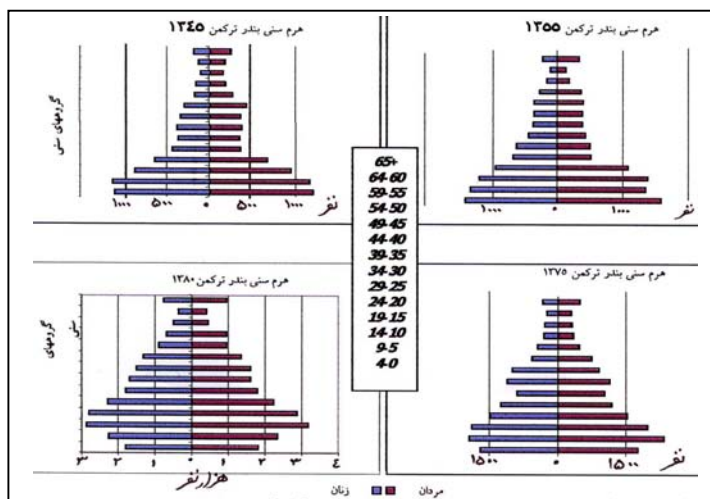 هرم سنی بندر ترکمن ۱۳۴۵
گروههای سنی
۱۰۰۰ ۵۰۰ ۰ ۵۰۰ ۱۰۰۰ نفر
هرم سنی بندر ترکمن ۱۳۵۵
۱۰۰۰ ۰ ۱۰۰۰ نفر
65+
64-60
59-55
54-50
49-45
44-40
39-35
34-30
29-25
24-20
19-15
14-10
9-5
4-0
هرم سنی بندر ترکمن ۱۳۸۰
گروههای سنی
۳ ۲ ۱ ۰ ۱ ۲ ۳ ٤
هزار نفر
هرم سنی بندر ترکمن ۱۳۷۵
۱۵۰۰ ۰ ۱۵۰۰ نفر
مردان
زنان